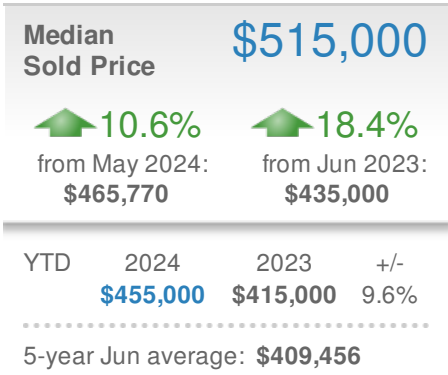 Median
Sold Price
$515,000
10.6%
from May 2024:
$465,770
18.4%
from Jun 2023:
$435,000
YTD 2024 2023 +/-
$455,000 $415,000 9.6%
5-year Jun average: $409,456